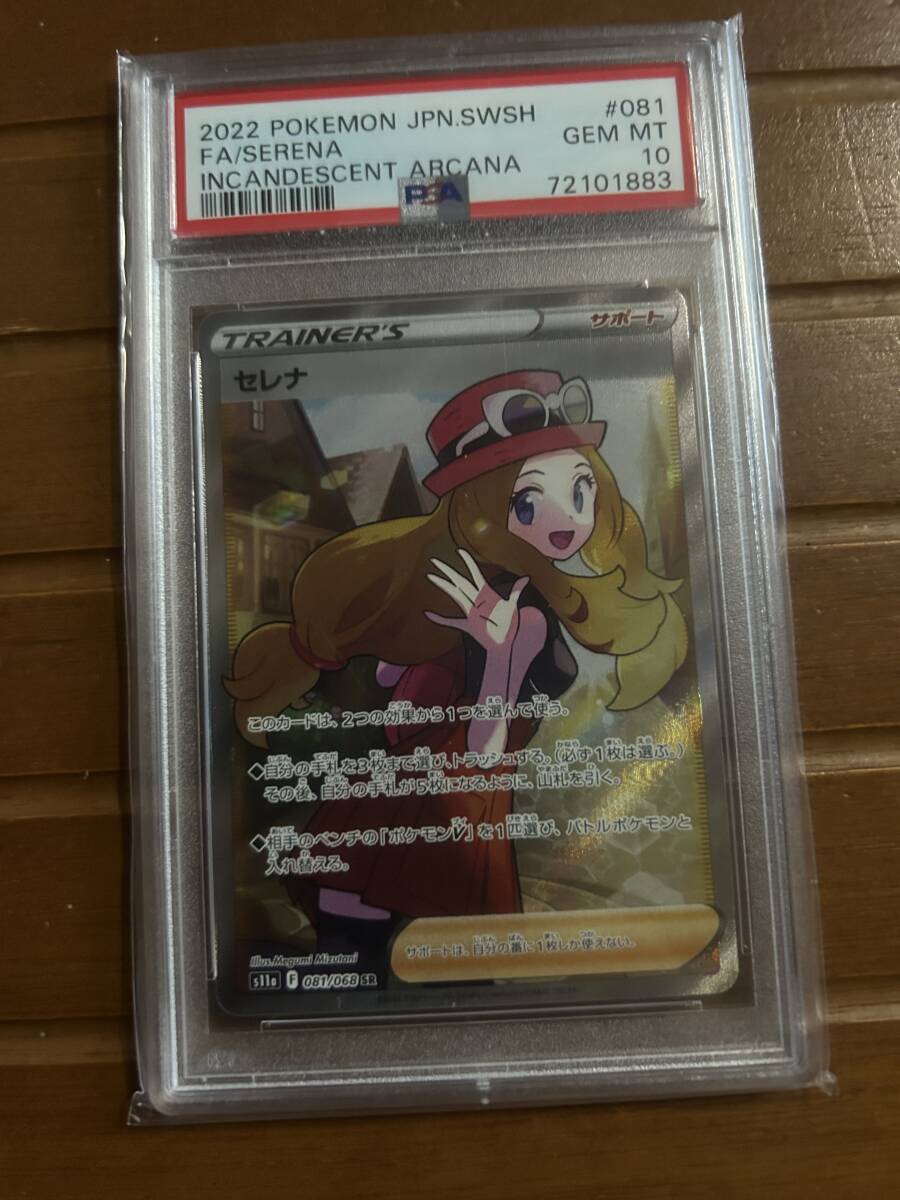 2022 POKEMON JPN.SWSH #081
FA/SERENA GEM MT
INCANDESCENT ARCANA 10
72101883
PSA
TRAINER'S サポート
セレナ
このカードは、2つの効果から1つを選んで使う。
◆自分の手札を3枚まで選び、トラッシュする。(必ず1枚は選ぶ。)
その後、自分の手札が5枚になるように、山札を引く。
◆相手のベンチの「ポケモンV」を1匹選び、バトルポケモンと
入れ替える。
サポートは、自分の番に1枚しか使えない。
Illus. Megumi Mizutani
s11a F 081/068 SR